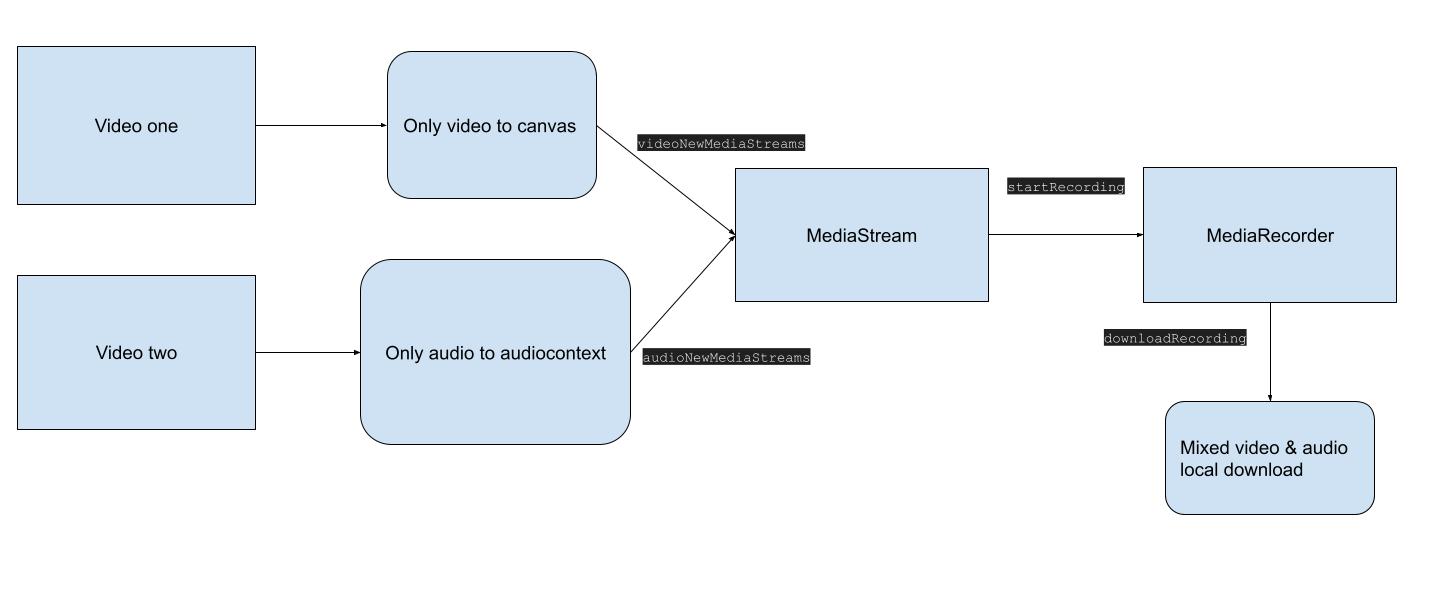 Video one
Only video to canvas
videoNewMediaStreams
MediaStream
startRecording
MediaRecorder
Video two
Only audio to audiocontext
audioNewMediaStreams
downloadRecording
Mixed video & audio
local download